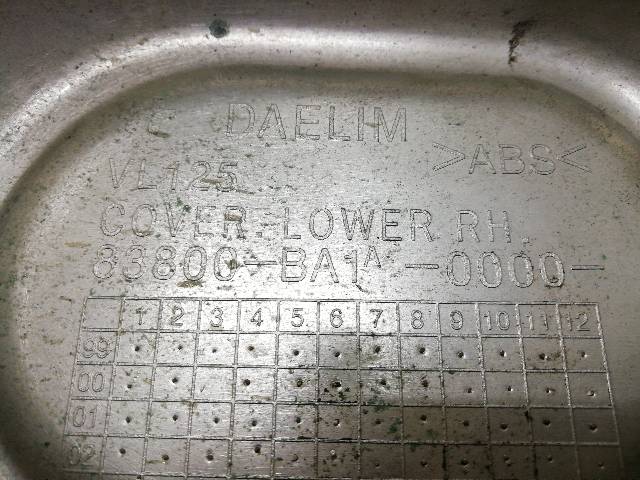 DAELIM
>ABS<
VL125
COVER. LOWER RH.
83800-BA1A-0000-
1 2 3 4 5 6 7 8 9 10 11 12
99
00
01
02